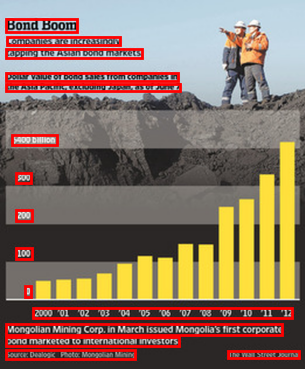 Bond Boom
Companies are increasingly
tapping the Asian bond markets
Dollar value of bond sales from companies in
the Asia Pacific, excluding Japan, as of June 7
$400 billion
300
200
100
0
2000 '01 '02 '03 '04 '05 '06 '07 '08 '09 '10 '11 '12
Mongolian Mining Corp. in March issued Mongolia's first corporate
bond marketed to international investors
Source: Dealogic Photo: Mongolian Mining
The Wall Street Journal